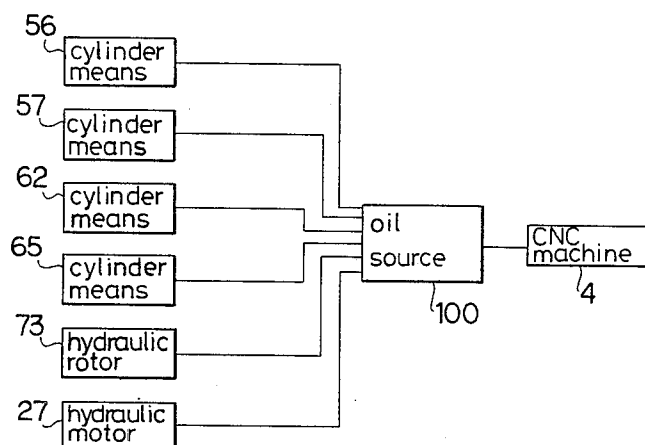 56
cylinder
means
57
cylinder
means
62
cylinder
means
65
cylinder
means
73
hydraulic
rotor
27
hydraulic
motor
oil
source
100
CNC
machine
4